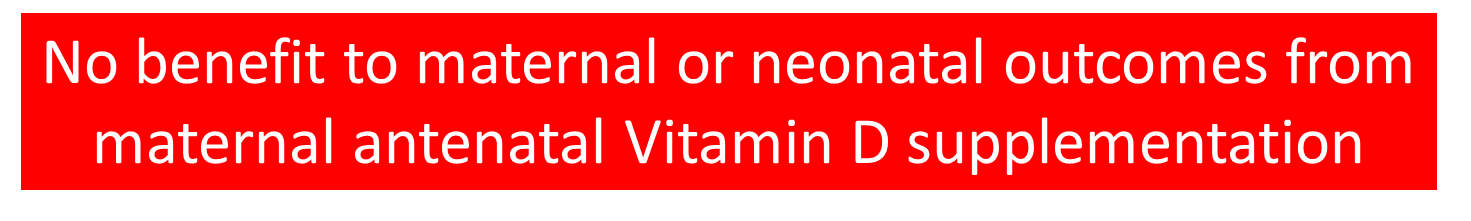 No benefit to maternal or neonatal outcomes from
maternal antenatal Vitamin D supplementation